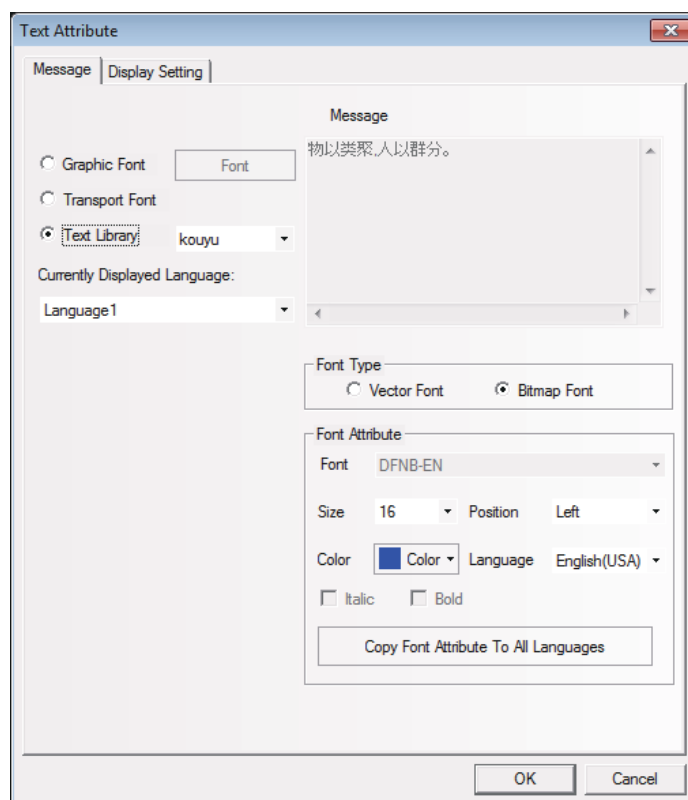 Text Attribute
Message
Display Setting
Message
Graphic Font
Font
物以类聚,人以群分。
Transport Font
Text Library
kouyu
Currently Displayed Language:
Language1
Font Type
Vector Font
Bitmap Font
Font Attribute
Font
DFNB-EN
Size
16
Position
Left
Color
Color
Language
English(USA)
Italic
Bold
Copy Font Attribute To All Languages
OK
Cancel